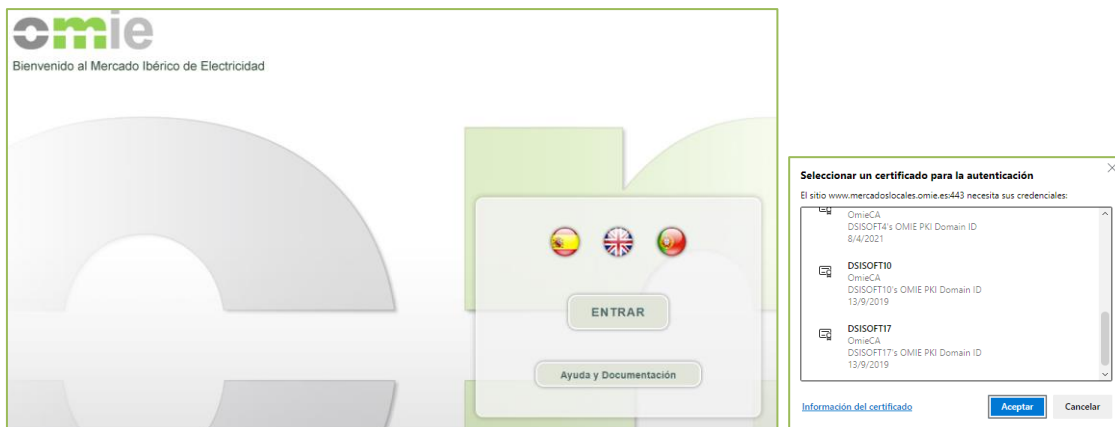 omie
Bienvenido al Mercado Ibérico de Electricidad
ENTRAR
Ayuda y Documentación
Seleccionar un certificado para la autenticación
El sitio www.mercadoslocales.omie.es:443 necesita sus credenciales:
OmieCA
DSISOFT4's OMIE PKI Domain ID
8/4/2021
DSISOFT10
OmieCA
DSISOFT10's OMIE PKI Domain ID
13/9/2019
DSISOFT17
OmieCA
DSISOFT17's OMIE PKI Domain ID
13/9/2019
Información del certificado
Aceptar
Cancelar